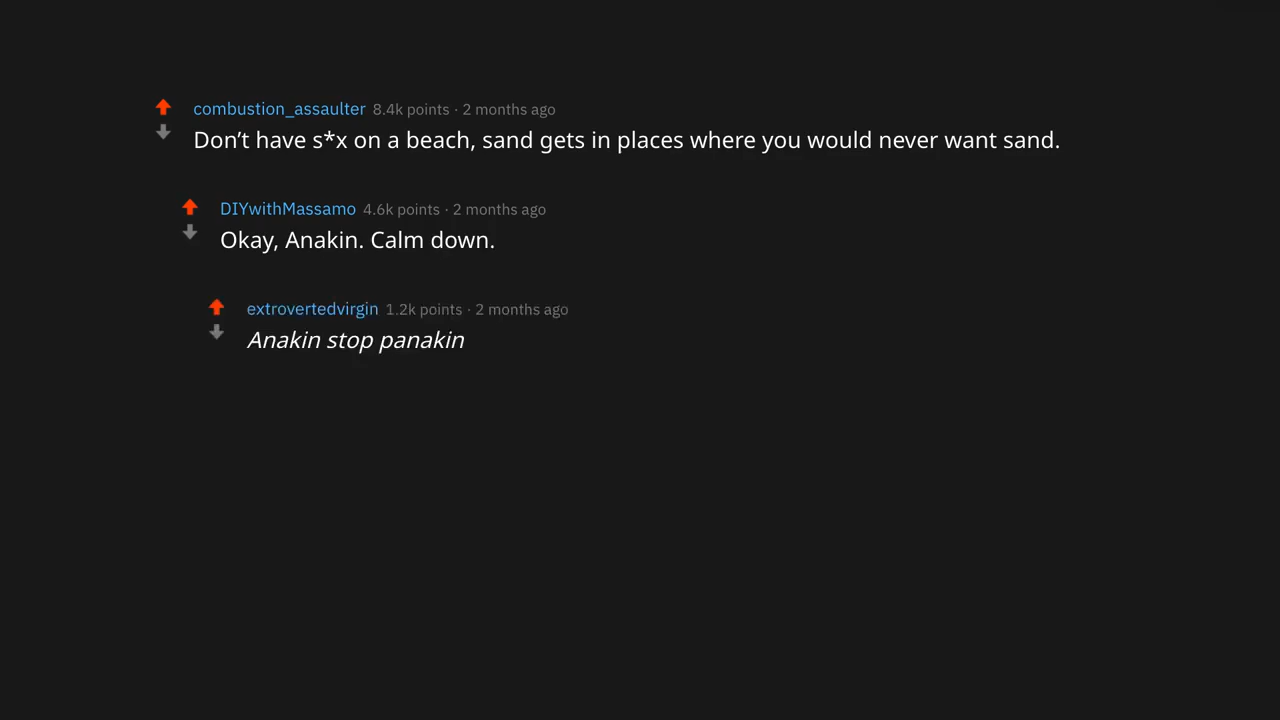 combustion_assaulter 8.4k points · 2 months ago
Don’t have s*x on a beach, sand gets in places where you would never want sand.
DIYwithMassamo 4.6k points · 2 months ago
Okay, Anakin. Calm down.
extrovertedvirgin 1.2k points · 2 months ago
Anakin stop panakin